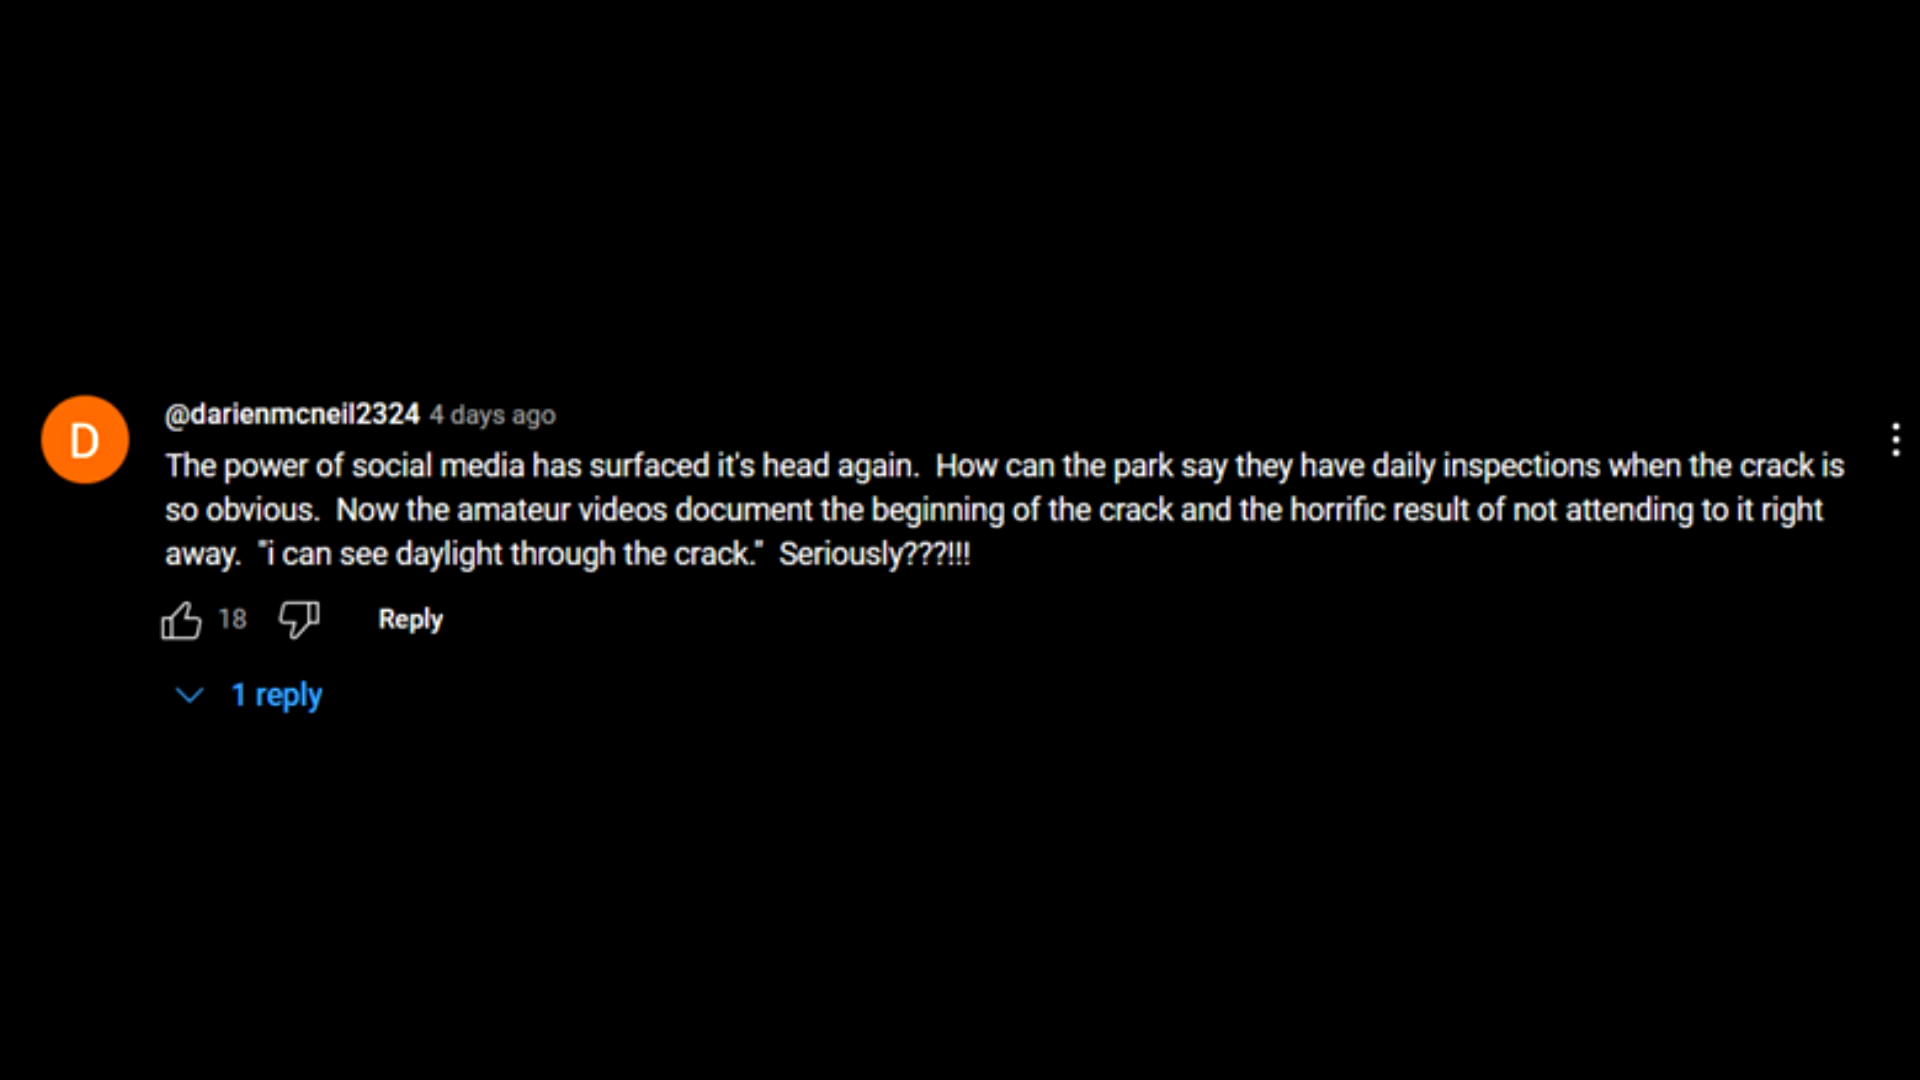 D
@darienmcneil2324 4 days ago
The power of social media has surfaced it's head again.  How can the park say they have daily inspections when the crack is
so obvious.  Now the amateur videos document the beginning of the crack and the horrific result of not attending to it right
away.  "i can see daylight through the crack."  Seriously???!!!
18 Reply
1 reply